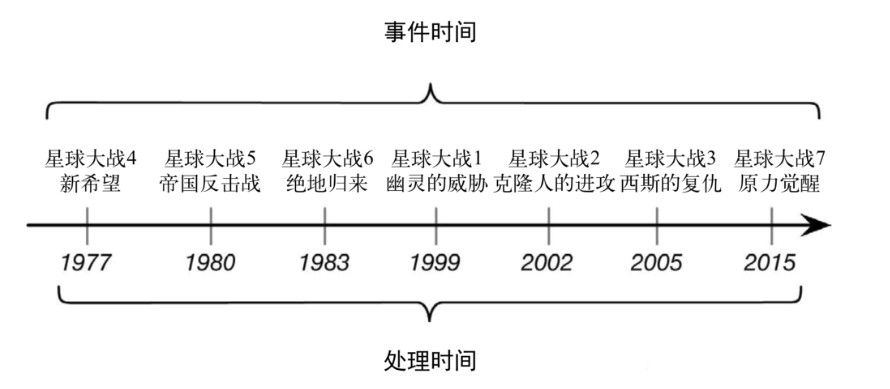 事件时间
星球大战4 星球大战5 星球大战6 星球大战1 星球大战2 星球大战3 星球大战7
新希望 帝国反击战 绝地归来 幽灵的威胁 克隆人的进攻 西斯的复仇 原力觉醒
1977 1980 1983 1999 2002 2005 2015
处理时间